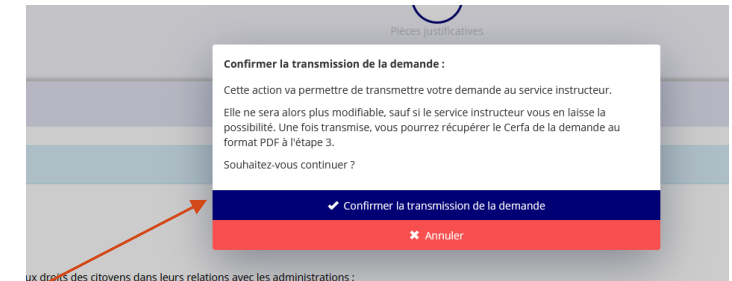 Pièces justificatives
Confirmer la transmission de la demande :
Cette action va permettre de transmettre votre demande au service instructeur.
Elle ne sera alors plus modifiable, sauf si le service instructeur vous en laisse la
possibilité. Une fois transmise, vous pourrez récupérer le Cerfa de la demande au
format PDF à l'étape 3.
Souhaitez-vous continuer ?
✔ Confirmer la transmission de la demande
✖ Annuler
ux droits des citoyens dans leurs relations avec les administrations :